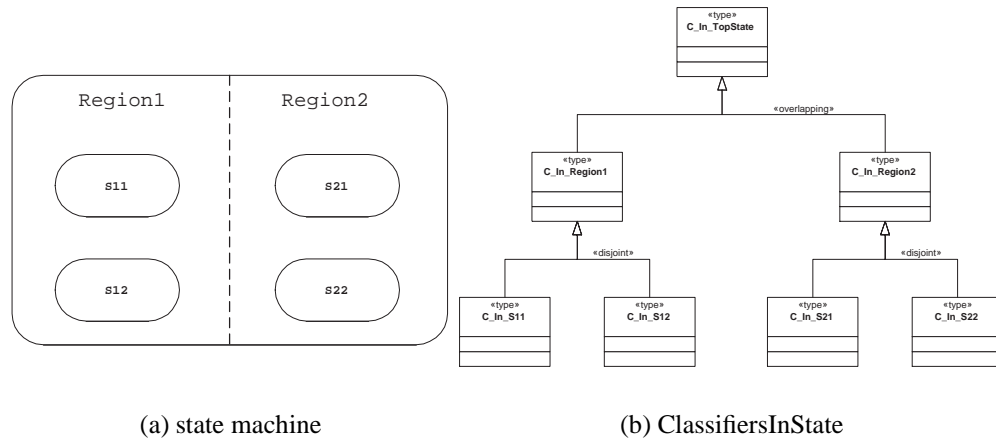 Region1
Region2
S11
S21
S12
S22
«type»
C_In_TopState
«overlapping»
«type»
C_In_Region1
«type»
C_In_Region2
«disjoint»
«disjoint»
«type»
C_In_S11
«type»
C_In_S12
«type»
C_In_S21
«type»
C_In_S22
(a) state machine
(b) ClassifiersInState